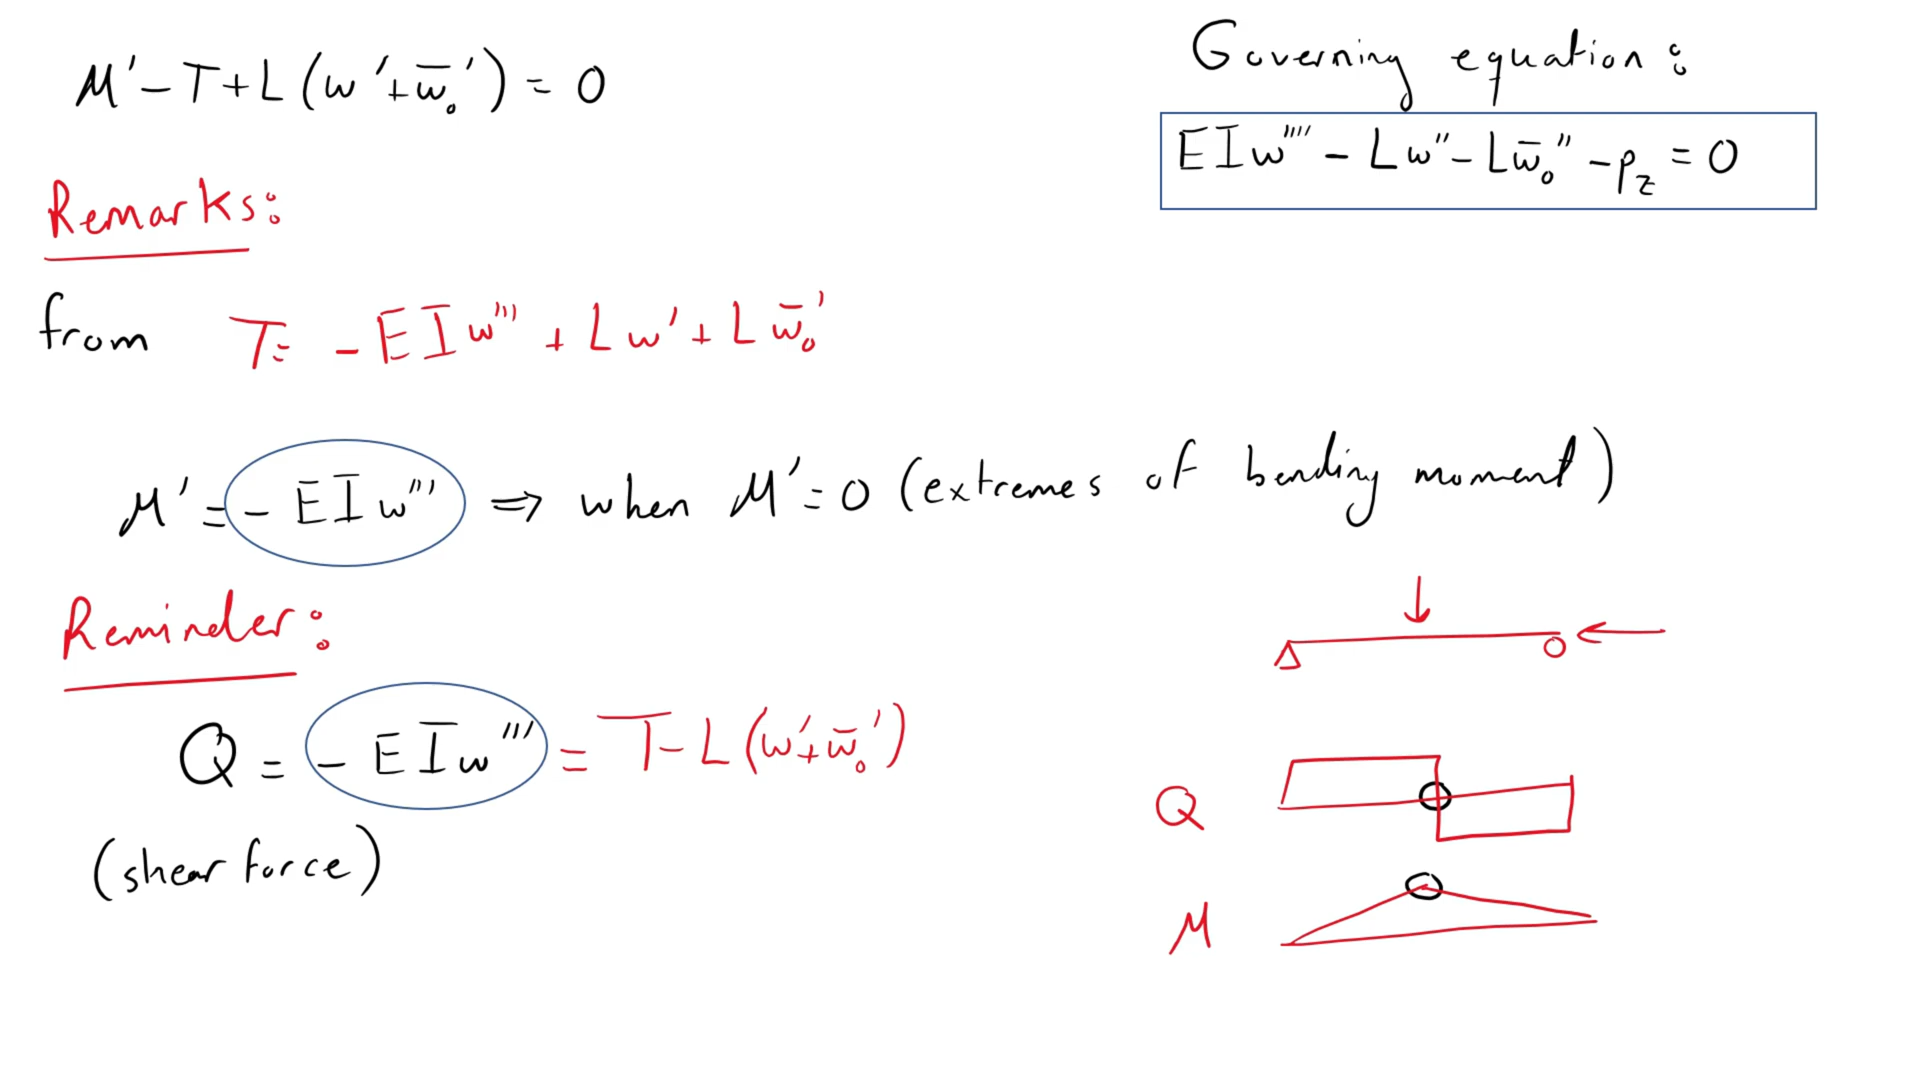 M′ − T + L (w′ + w̄₀′) = 0
Governing equation:
EIw′′′′ − Lw′′ − Lw̄₀′′ − p_z = 0
Remarks:
from T = − EIw′′′ + Lw′ + Lw̄₀′
M′ = − EIw′′′ ⇒ when M′ = 0 (extremes of bending moment)
Reminder:
Q = − EIw′′′ = T − L(w′ + w̄₀′)
(shear force)
Q
M